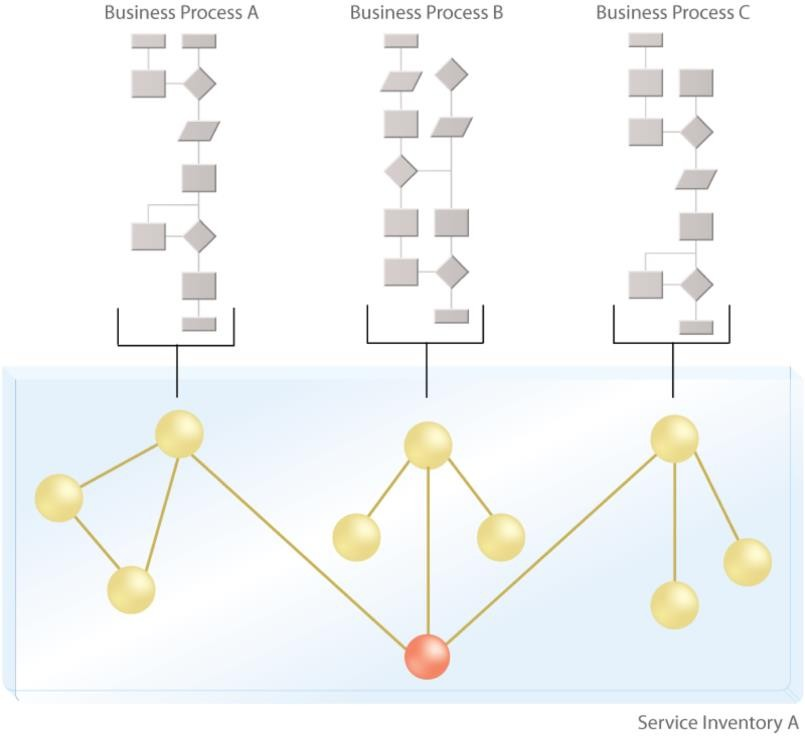 Business Process A
Business Process B
Business Process C
Service Inventory A